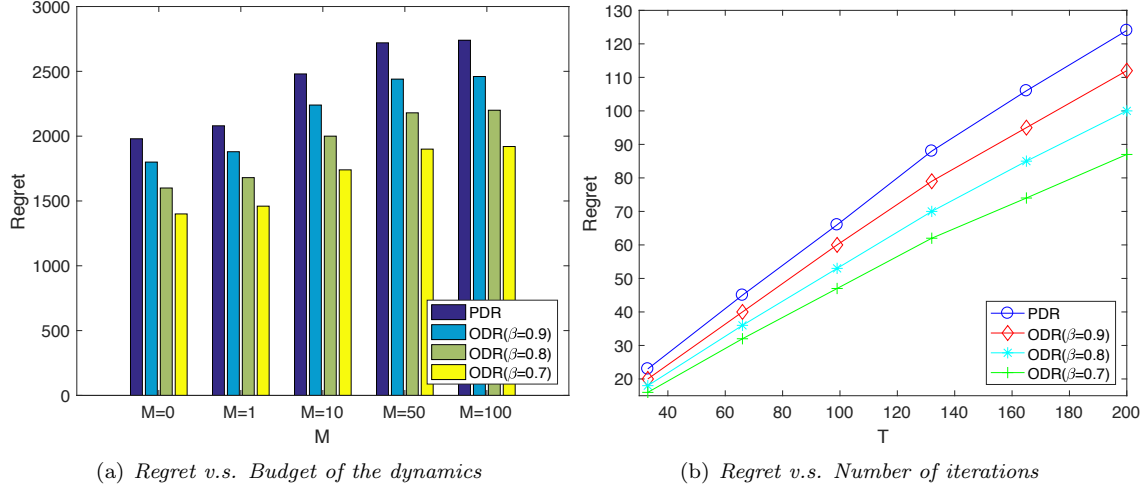 3000
2500
2000
1500
1000
500
0
Regret
M=0 M=1 M=10 M=50 M=100
M
PDR
ODR(β=0.9)
ODR(β=0.8)
ODR(β=0.7)
(a) Regret v.s. Budget of the dynamics
130
120
110
100
90
80
70
60
50
40
30
20
Regret
40 60 80 100 120 140 160 180 200
T
PDR
ODR(β=0.9)
ODR(β=0.8)
ODR(β=0.7)
(b) Regret v.s. Number of iterations